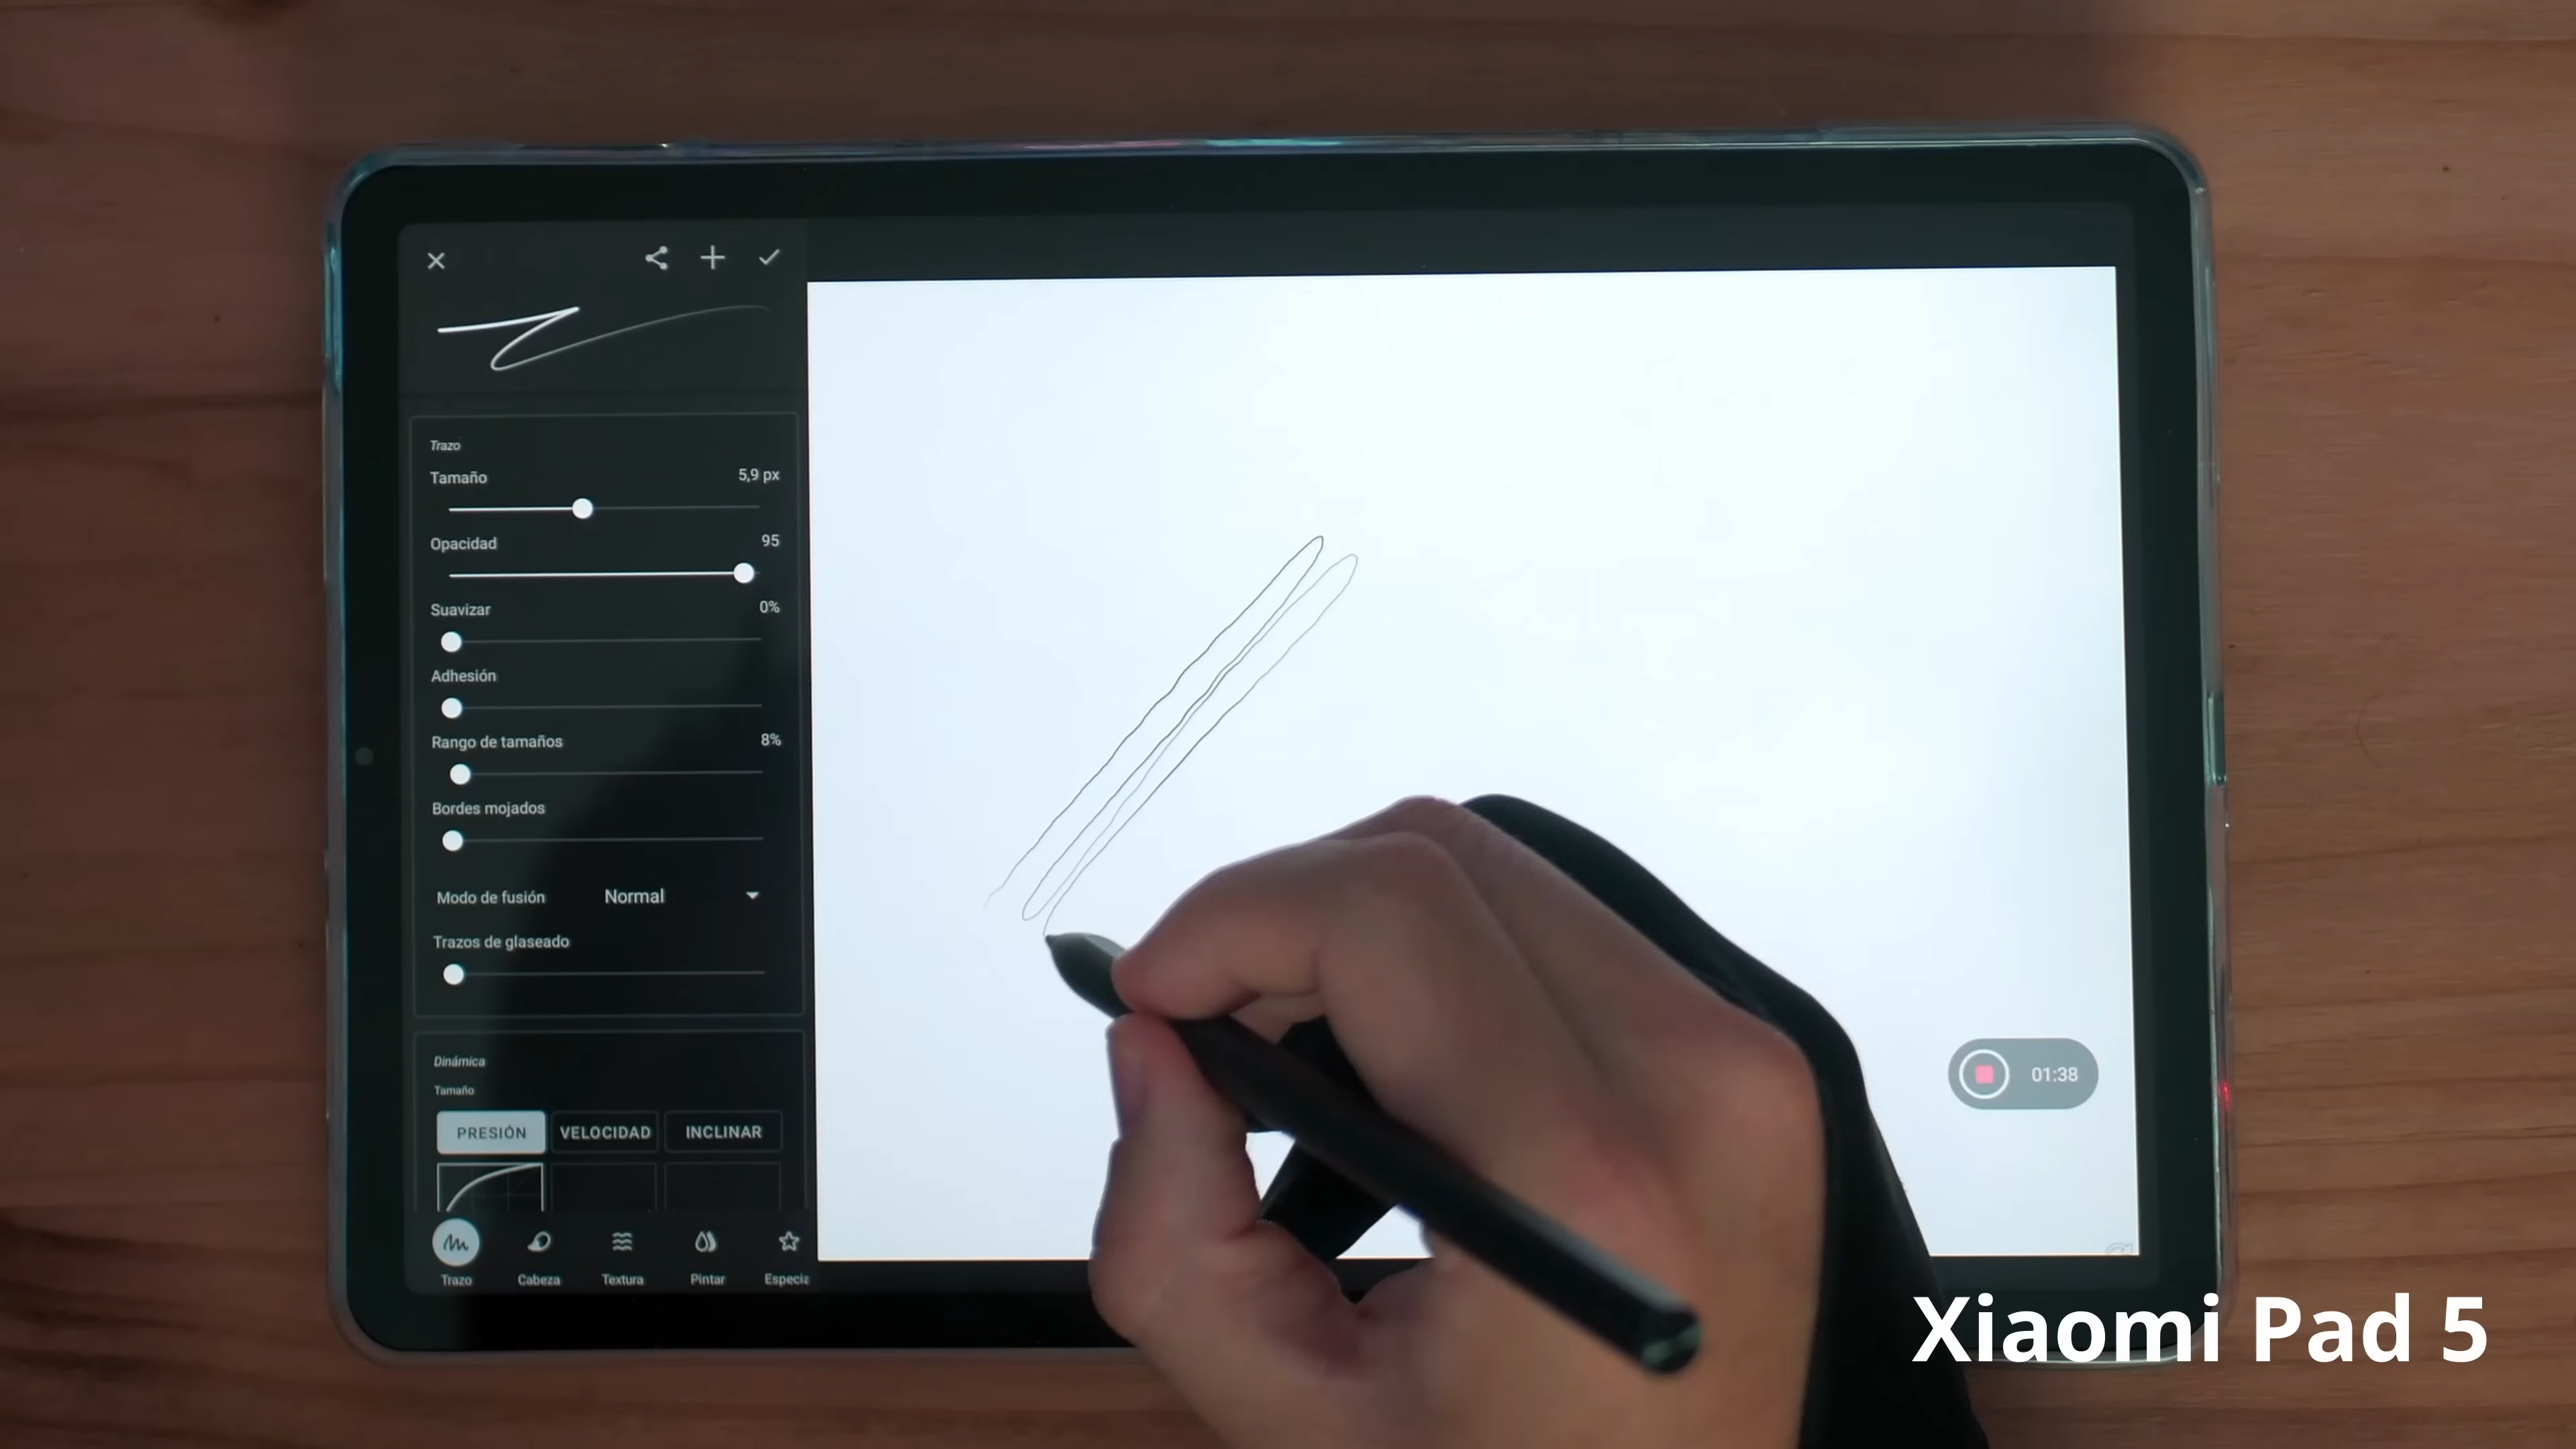 Trazo
Tamaño 5,9 px
Opacidad 95
Suavizar 0%
Adhesión
Rango de tamaños 8%
Bordes mojados
Modo de fusión Normal
Trazos de glaseado
Dinámica
Tamaño
PRESIÓN VELOCIDAD INCLINAR
01:38
Trazo Cabeza Textura Pintar Especia
Xiaomi Pad 5